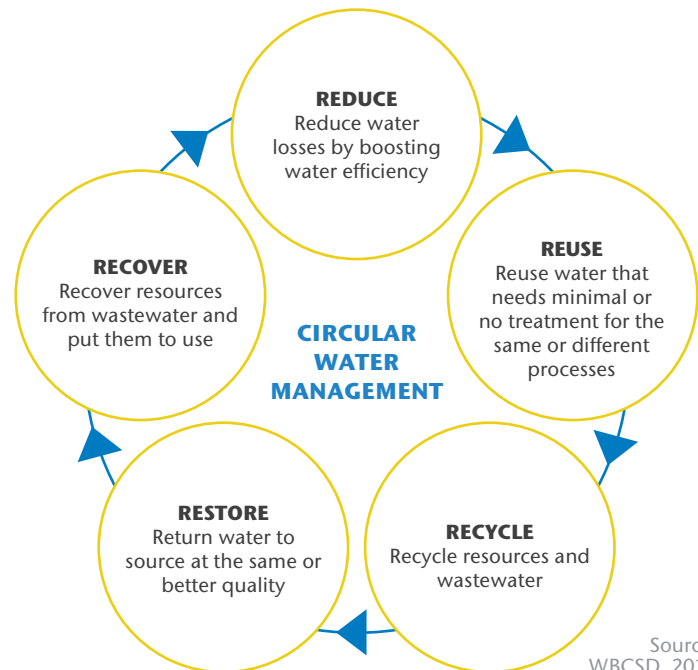 REDUCE
Reduce water
losses by boosting
water efficiency
REUSE
Reuse water that
needs minimal or
no treatment for the
same or different
processes
RECYCLE
Recycle resources and
wastewater
RESTORE
Return water to
source at the same or
better quality
RECOVER
Recover resources
from wastewater and
put them to use
CIRCULAR
WATER
MANAGEMENT
WBCSD,